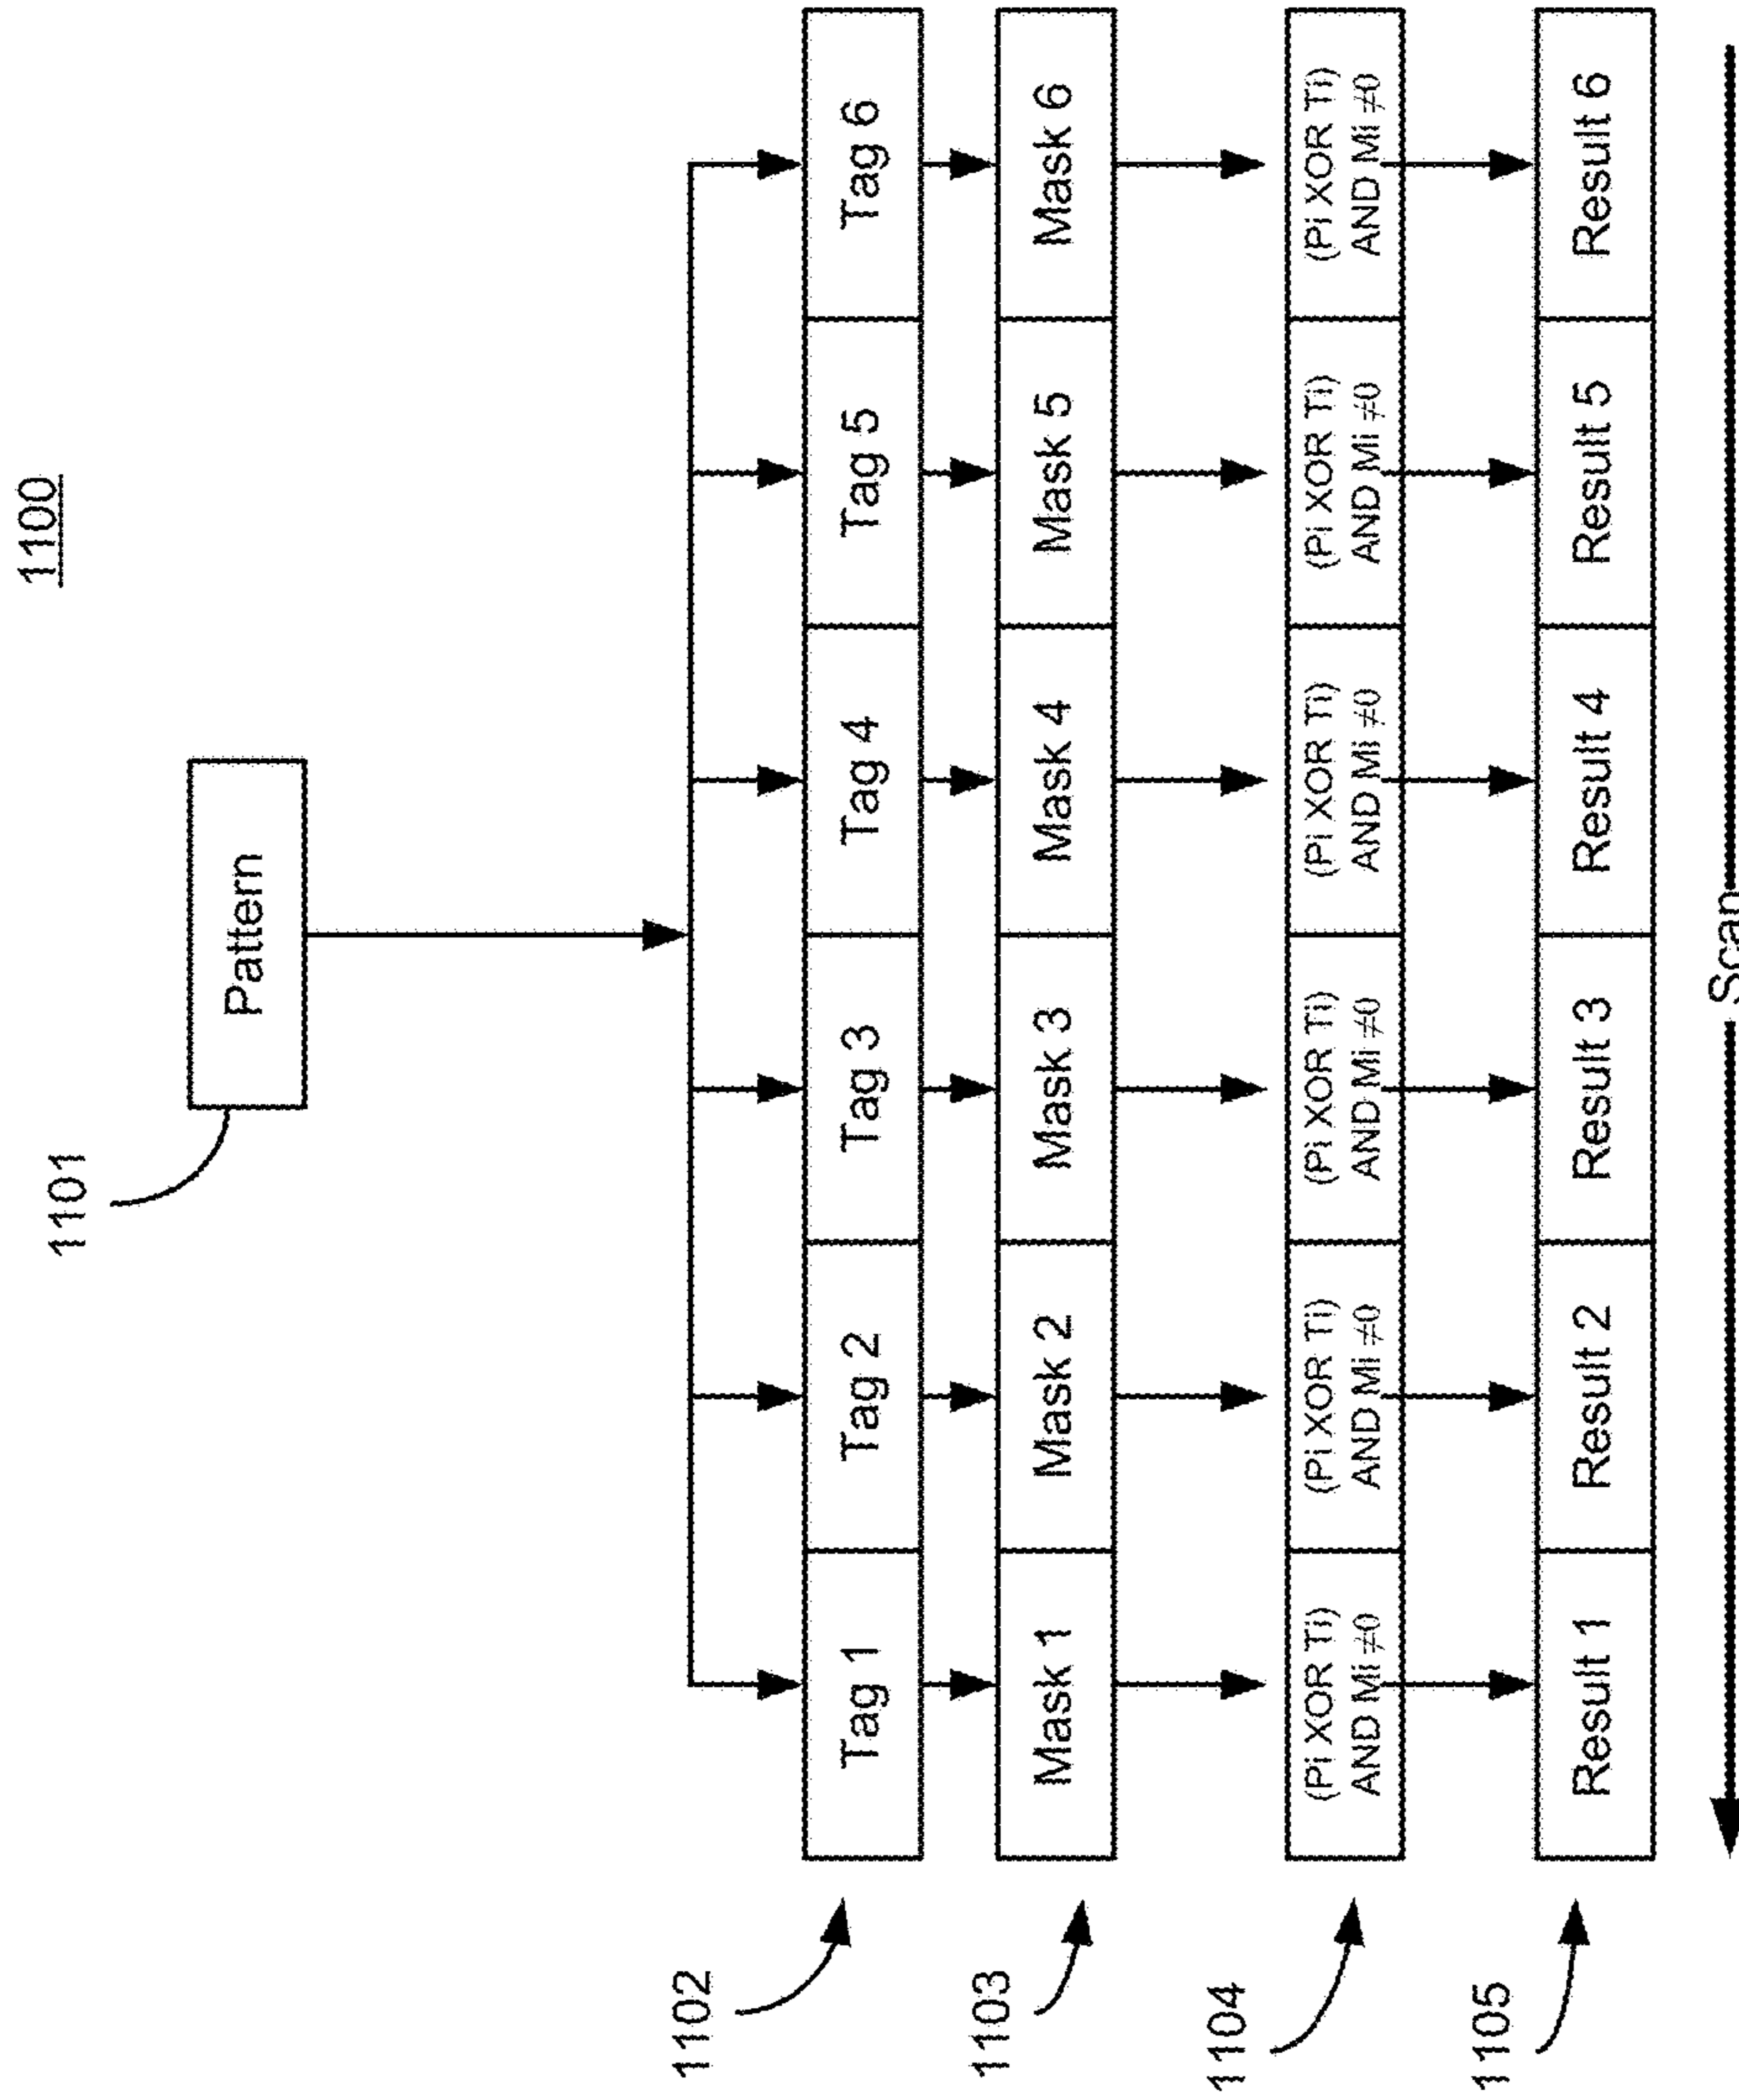 1100
1101
Pattern
1102
Tag 1
Tag 2
Tag 3
Tag 4
Tag 5
Tag 6
1103
Mask 1
Mask 2
Mask 3
Mask 4
Mask 5
Mask 6
1104
(Pi XOR Ti)
AND Mi ≠0
(Pi XOR Ti)
AND Mi ≠0
(Pi XOR Ti)
AND Mi ≠0
(Pi XOR Ti)
AND Mi ≠0
(Pi XOR Ti)
AND Mi ≠0
(Pi XOR Ti)
AND Mi ≠0
1105
Result 1
Result 2
Result 3
Result 4
Result 5
Result 6
Scan